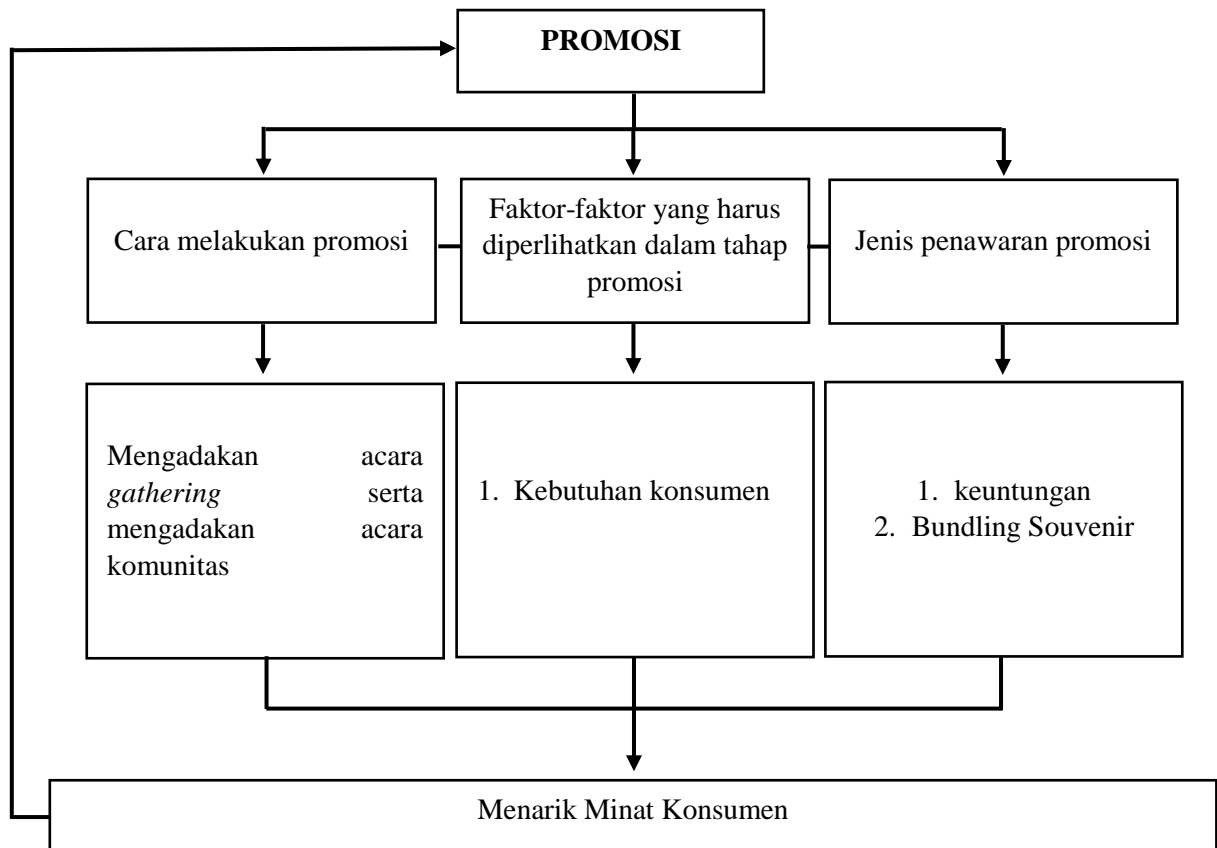 PROMOSI
Cara melakukan promosi
Faktor-faktor yang harus
diperlihatkan dalam tahap
promosi
Jenis penawaran promosi
Mengadakan acara
gathering serta
mengadakan acara
komunitas
1. Kebutuhan konsumen
1. keuntungan
2. Bundling Souvenir
Menarik Minat Konsumen